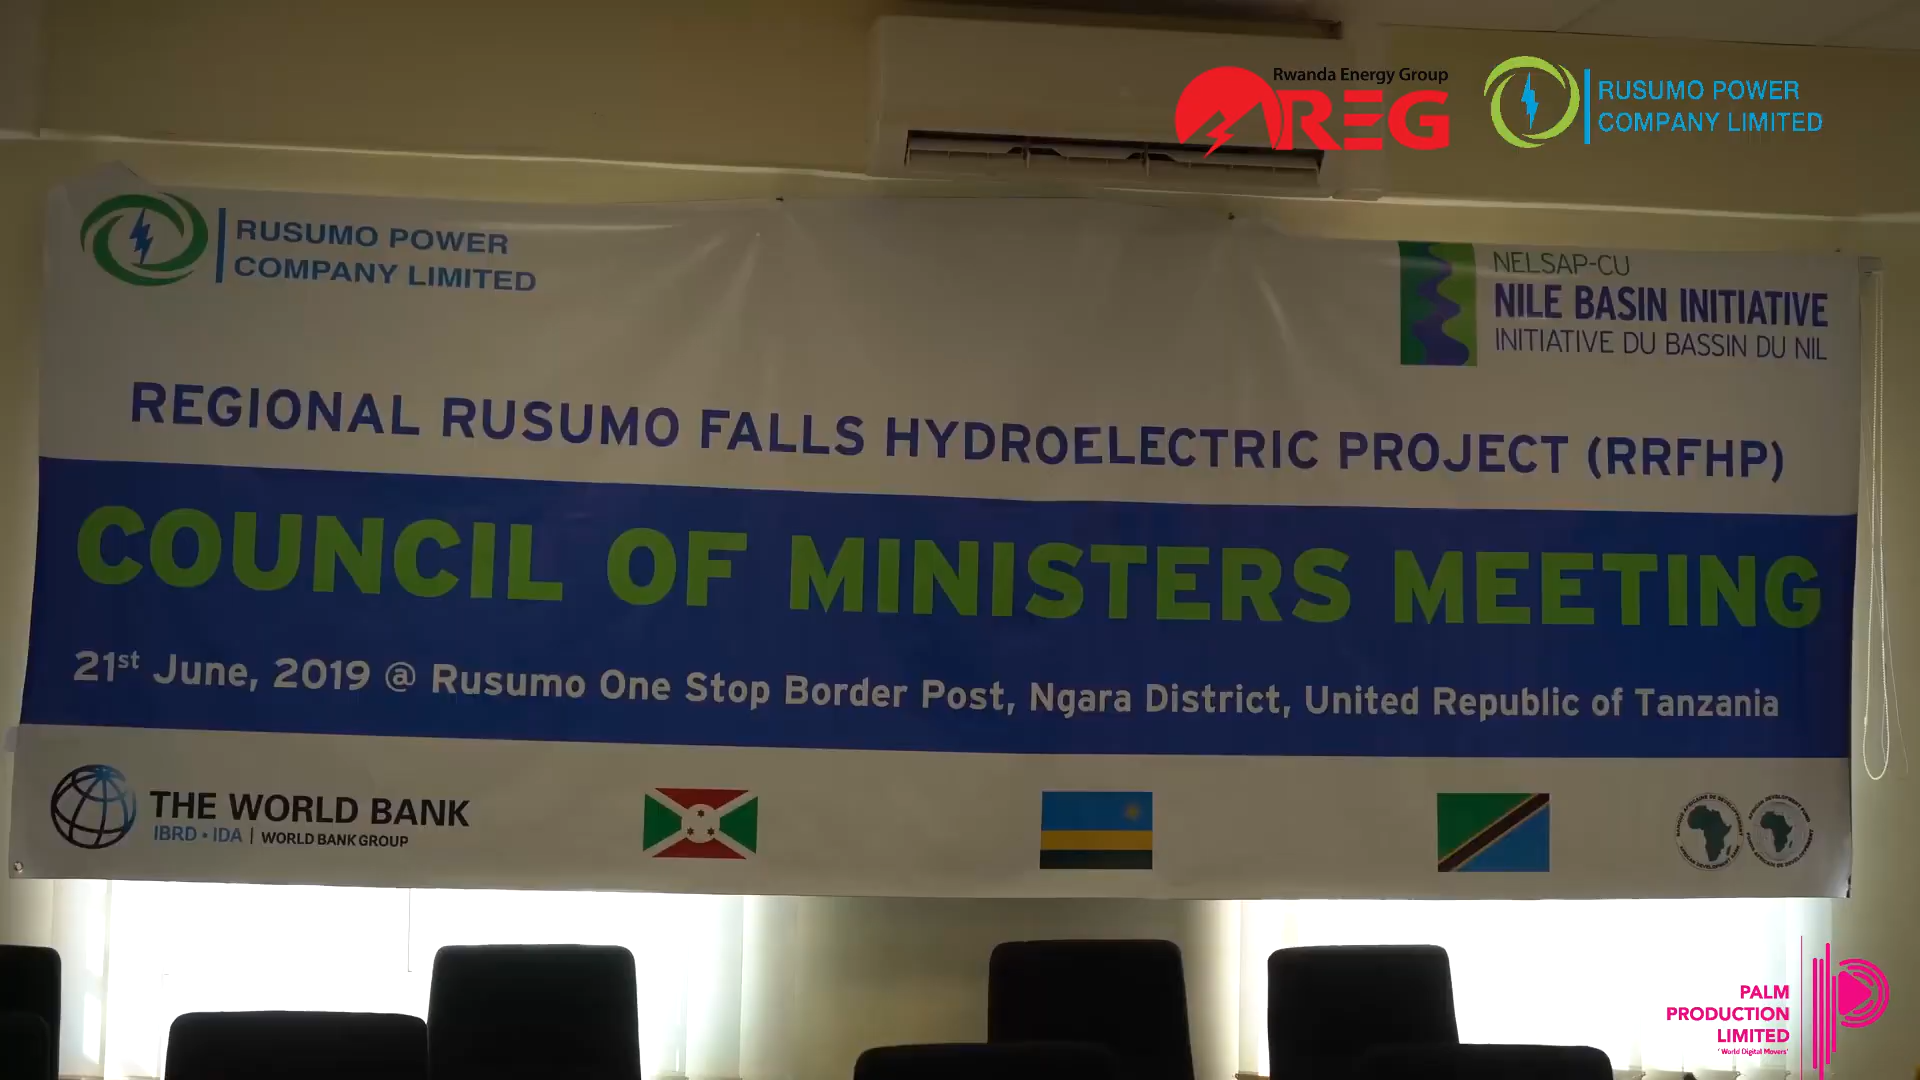 Rwanda Energy Group
REG
RUSUMO POWER
COMPANY LIMITED
RUSUMO POWER
COMPANY LIMITED
NELSAP-CU
NILE BASIN INITIATIVE
INITIATIVE DU BASSIN DU NIL
REGIONAL RUSUMO FALLS HYDROELECTRIC PROJECT (RRFHP)
COUNCIL OF MINISTERS MEETING
21st June, 2019 @ Rusumo One Stop Border Post, Ngara District, United Republic of Tanzania
THE WORLD BANK
IBRD • IDA | WORLD BANK GROUP
PALM
PRODUCTION
LIMITED
'World Digital Movers'